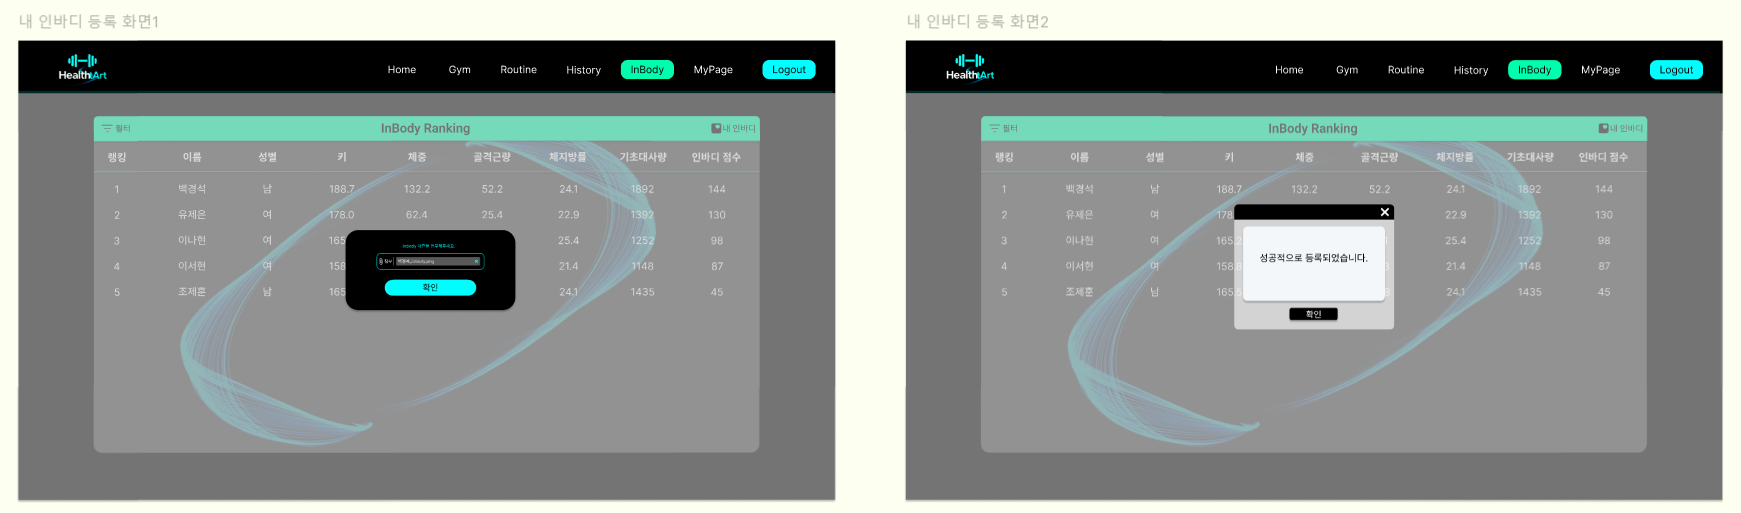 내 인바디 등록 화면1
HealthArt
Home Gym Routine History InBody MyPage Logout
필터 InBody Ranking 내 인바디
랭킹 이름 성별 키 체중 골격근량 체지방률 기초대사량 인바디 점수
1 백경석 남 188.7 132.2 52.2 24.1 1892 144
2 유제은 여 178.0 62.4 25.4 22.9 1392 130
3 이나현 여 165 25.4 1252 98
4 이서현 여 158 21.4 1148 87
5 조제훈 남 165 24.1 1435 45
확인
내 인바디 등록 화면2
HealthArt
Home Gym Routine History InBody MyPage Logout
필터 InBody Ranking 내 인바디
랭킹 이름 성별 키 체중 골격근량 체지방률 기초대사량 인바디 점수
1 백경석 남 188.7 132.2 52.2 24.1 1892 144
2 유제은 여 178 22.9 1392 130
3 이나현 여 165. 25.4 1252 98
4 이서현 여 158. 21.4 1148 87
5 조제훈 남 165. 24.1 1435 45
성공적으로 등록되었습니다.
확인